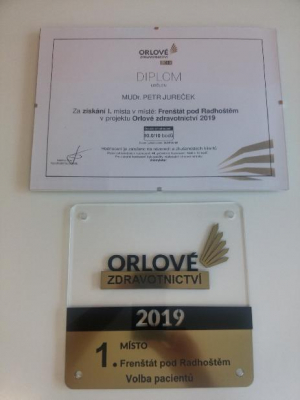 ORLOVÉ
ZDRAVOTNICTVÍ
DIPLOM
MUDr. PETR JUREČEK
Za získání 1. místa v místě: Frenštát pod Radhoštěm
v projektu Orlové zdravotnictví 2019
ORLOVÉ
ZDRAVOTNICTVÍ
2019
1. MÍSTO
Frenštát pod Radhoštěm
Volba pacientů